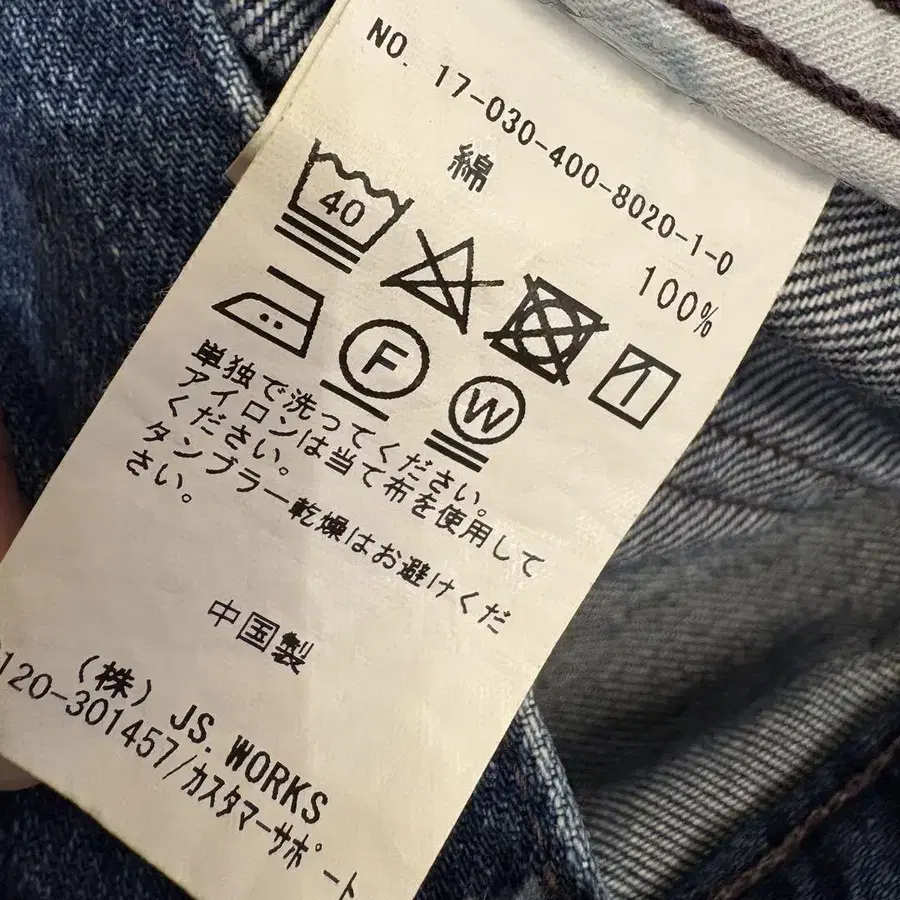 NO. 17-030-400-8020-1-0
綿 100%
40
F
W
単独で洗ってください。
アイロンは当て布を使用して
ください。
タンブラー乾燥はお避けくだ
さい。
中国製
(株) JS. WORKS
120-301457/カスタマーサポート